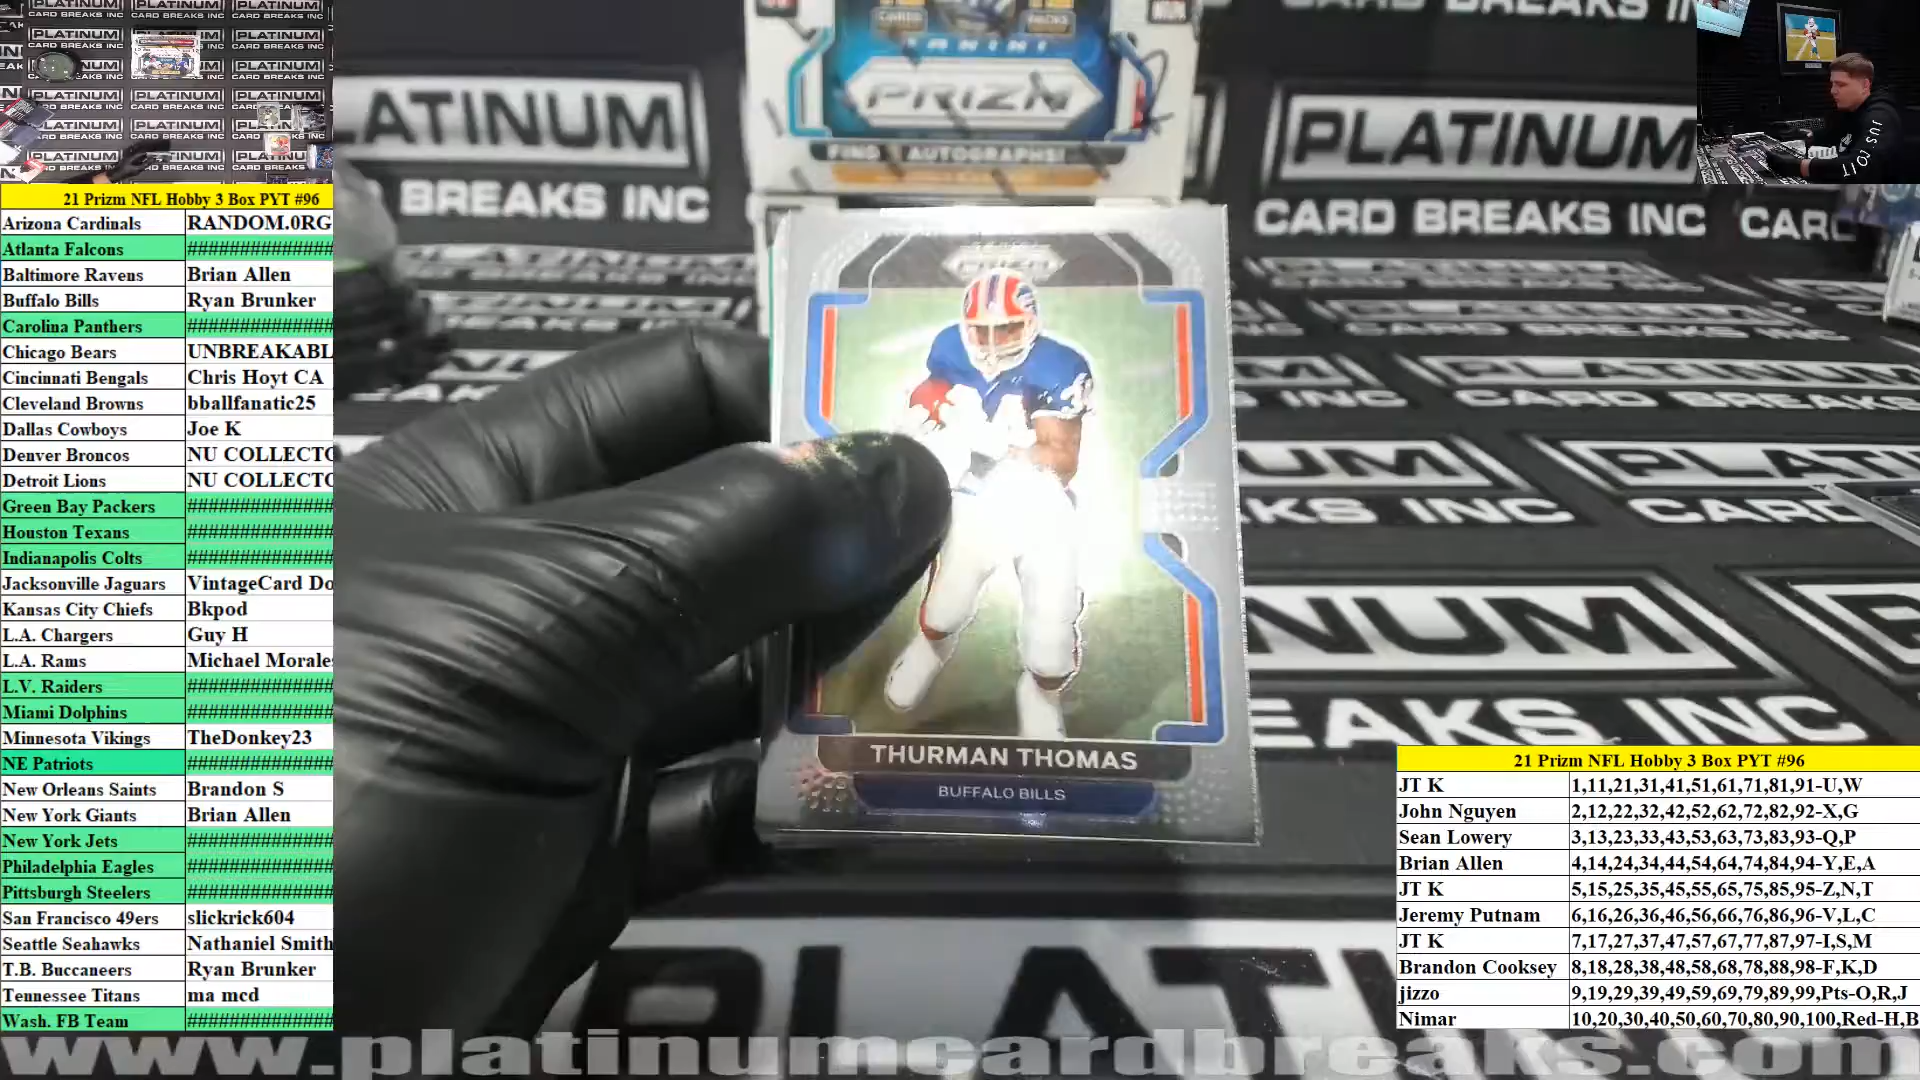 21 Prizm NFL Hobby 3 Box PYT #96
Arizona Cardinals RANDOM.0RG
Atlanta Falcons ###############
Baltimore Ravens Brian Allen
Buffalo Bills Ryan Brunker
Carolina Panthers ###############
Chicago Bears UNBREAKABL
Cincinnati Bengals Chris Hoyt CA
Cleveland Browns bballfanatic25
Dallas Cowboys Joe K
Denver Broncos NU COLLECTO
Detroit Lions NU COLLECTO
Green Bay Packers ###############
Houston Texans ###############
Indianapolis Colts ###############
Jacksonville Jaguars VintageCard Do
Kansas City Chiefs Bkpod
L.A. Chargers Guy H
L.A. Rams Michael Morale
L.V. Raiders ###############
Miami Dolphins ###############
Minnesota Vikings TheDonkey23
NE Patriots ###############
New Orleans Saints Brandon S
New York Giants Brian Allen
New York Jets ###############
Philadelphia Eagles ###############
Pittsburgh Steelers ###############
San Francisco 49ers slickrick604
Seattle Seahawks Nathaniel Smith
T.B. Buccaneers Ryan Brunker
Tennessee Titans ma mcd
Wash. FB Team ###############
PANINI
PRIZM
FIND AUTOGRAPHS!
PLATINUM
CARD BREAKS INC
PRIZM
34
THURMAN THOMAS
BUFFALO BILLS
JUST DO IT
21 Prizm NFL Hobby 3 Box PYT #96
JT K 1,11,21,31,41,51,61,71,81,91-U,W
John Nguyen 2,12,22,32,42,52,62,72,82,92-X,G
Sean Lowery 3,13,23,33,43,53,63,73,83,93-Q,P
Brian Allen 4,14,24,34,44,54,64,74,84,94-Y,E,A
JT K 5,15,25,35,45,55,65,75,85,95-Z,N,T
Jeremy Putnam 6,16,26,36,46,56,66,76,86,96-V,L,C
JT K 7,17,27,37,47,57,67,77,87,97-I,S,M
Brandon Cooksey 8,18,28,38,48,58,68,78,88,98-F,K,D
jizzo 9,19,29,39,49,59,69,79,89,99,Pts-O,R,J
Nimar 10,20,30,40,50,60,70,80,90,100,Red-H,B
www.platinumcardbreaks.com